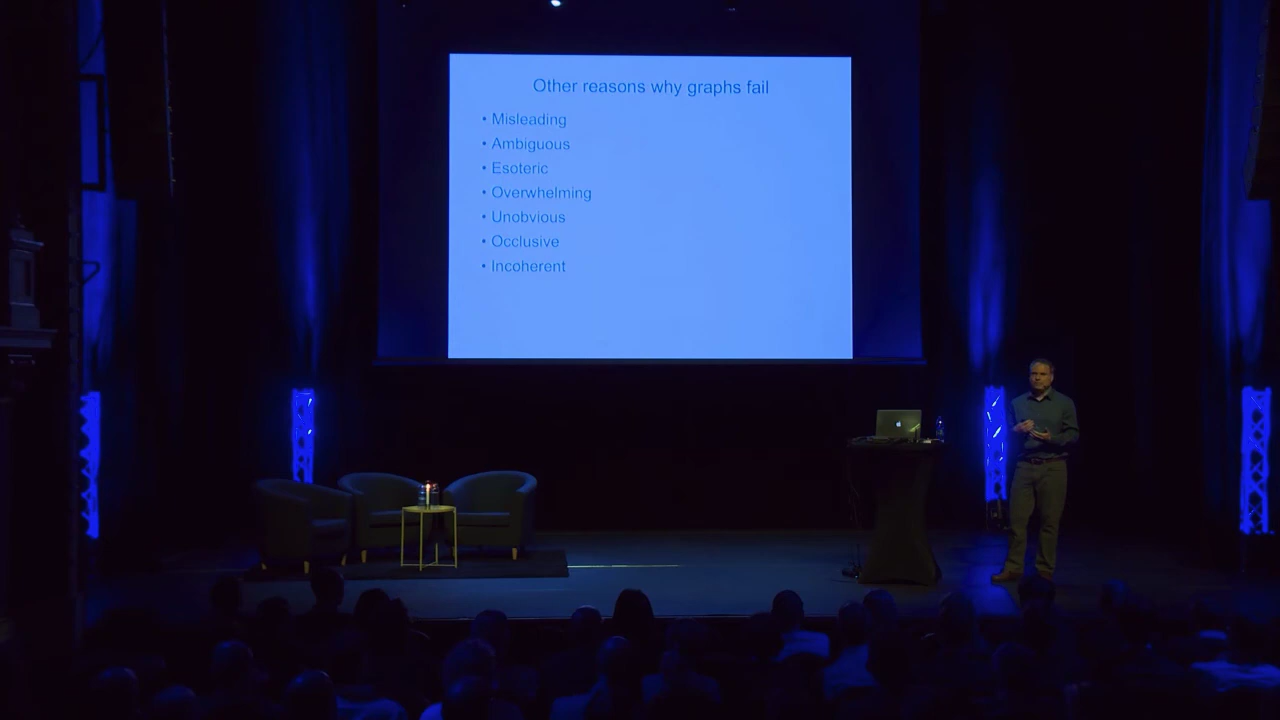 Other reasons why graphs fail
• Misleading
• Ambiguous
• Esoteric
• Overwhelming
• Unobvious
• Occlusive
• Incoherent